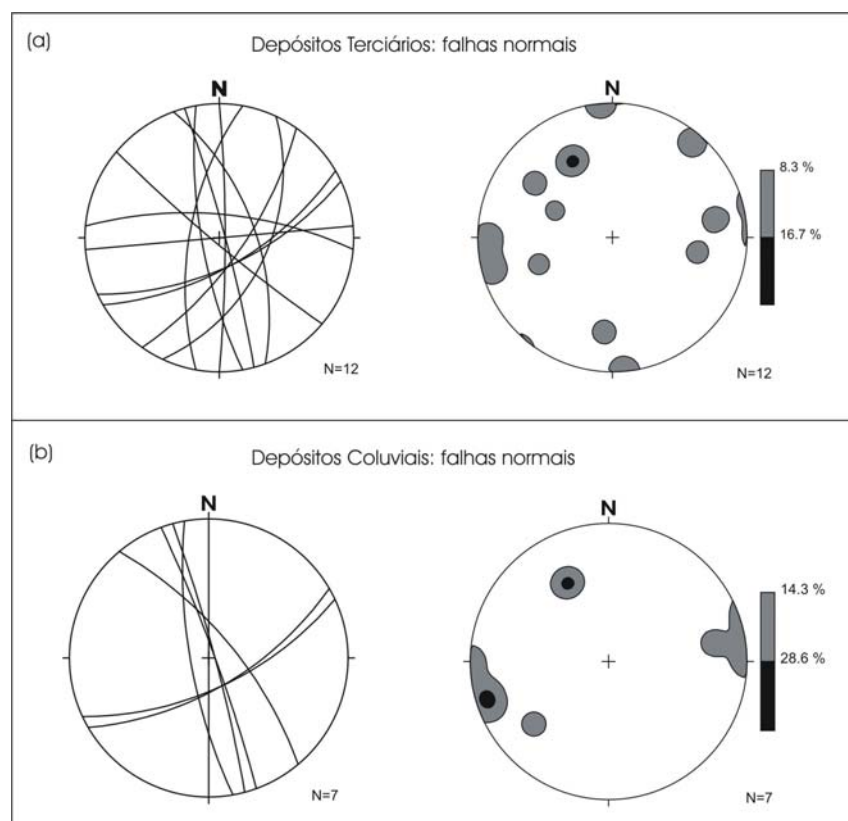 (a)
Depósitos Terciários: falhas normais
N
N
8.3 %
16.7 %
N=12
N=12
(b)
Depósitos Coluviais: falhas normais
N
N
14.3 %
28.6 %
N=7
N=7